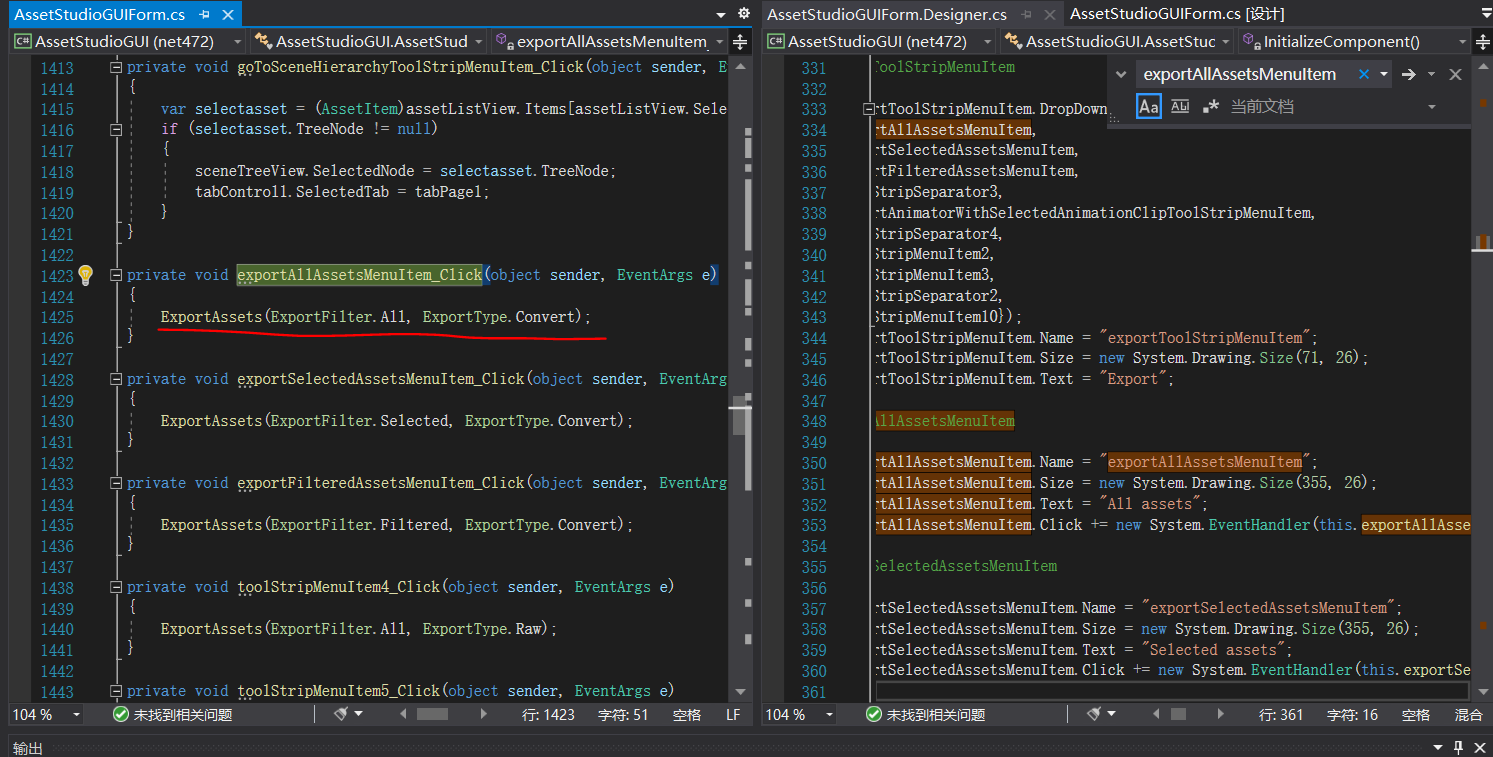 AssetStudioGUIForm.cs
AssetStudioGUI (net472)
AssetStudioGUI.AssetStud
exportAllAssetsMenuItem_
1413 private void goToSceneHierarchyToolStripMenuItem_Click(object sender, E
1414 {
1415 var selectasset = (AssetItem)assetListView.Items[assetListView.Sele
1416 if (selectasset.TreeNode != null)
1417 {
1418 sceneTreeView.SelectedNode = selectasset.TreeNode;
1419 tabControl1.SelectedTab = tabPage1;
1420 }
1421 }
1422
1423 private void exportAllAssetsMenuItem_Click(object sender, EventArgs e)
1424 {
1425 ExportAssets(ExportFilter.All, ExportType.Convert);
1426 }
1427
1428 private void exportSelectedAssetsMenuItem_Click(object sender, EventArg
1429 {
1430 ExportAssets(ExportFilter.Selected, ExportType.Convert);
1431 }
1432
1433 private void exportFilteredAssetsMenuItem_Click(object sender, EventArg
1434 {
1435 ExportAssets(ExportFilter.Filtered, ExportType.Convert);
1436 }
1437
1438 private void toolStripMenuItem4_Click(object sender, EventArgs e)
1439 {
1440 ExportAssets(ExportFilter.All, ExportType.Raw);
1441 }
1442
1443 private void toolStripMenuItem5_Click(object sender, EventArgs e)
104 % 未找到相关问题 行: 1423 字符: 51 空格 LF
AssetStudioGUIForm.Designer.cs
AssetStudioGUIForm.cs [设计]
AssetStudioGUI (net472)
AssetStudioGUI.AssetStuc
InitializeComponent()
exportAllAssetsMenuItem
Aa Ab .* 当前文档
331 ToolStripMenuItem
332
333 rtToolStripMenuItem.DropDown
334 rtAllAssetsMenuItem,
335 rtSelectedAssetsMenuItem,
336 rtFilteredAssetsMenuItem,
337 StripSeparator3,
338 rtAnimatorWithSelectedAnimationClipToolStripMenuItem,
339 StripSeparator4,
340 StripMenuItem2,
341 StripMenuItem3,
342 StripSeparator2,
343 StripMenuItem10});
344 rtToolStripMenuItem.Name = "exportToolStripMenuItem";
345 rtToolStripMenuItem.Size = new System.Drawing.Size(71, 26);
346 rtToolStripMenuItem.Text = "Export";
347
348 AllAssetsMenuItem
349
350 rtAllAssetsMenuItem.Name = "exportAllAssetsMenuItem";
351 rtAllAssetsMenuItem.Size = new System.Drawing.Size(355, 26);
352 rtAllAssetsMenuItem.Text = "All assets";
353 rtAllAssetsMenuItem.Click += new System.EventHandler(this.exportAllAsse
354
355 SelectedAssetsMenuItem
356
357 rtSelectedAssetsMenuItem.Name = "exportSelectedAssetsMenuItem";
358 rtSelectedAssetsMenuItem.Size = new System.Drawing.Size(355, 26);
359 rtSelectedAssetsMenuItem.Text = "Selected assets";
360 rtSelectedAssetsMenuItem.Click += new System.EventHandler(this.exportSe
361
104 % 未找到相关问题 行: 361 字符: 16 空格 混合
输出